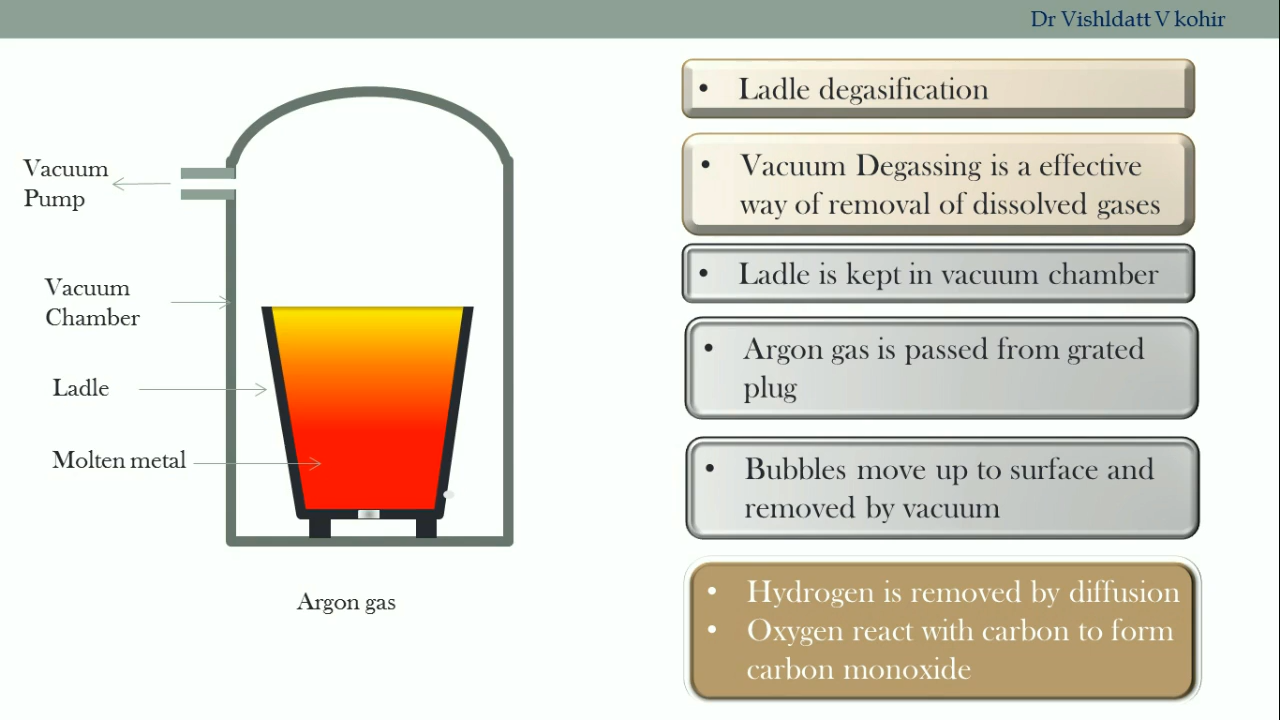 Dr Vishldatt V kohir
Vacuum
Pump
Vacuum
Chamber
Ladle
Molten metal
Argon gas
• Ladle degasification
• Vacuum Degassing is a effective
way of removal of dissolved gases
• Ladle is kept in vacuum chamber
• Argon gas is passed from grated
plug
• Bubbles move up to surface and
removed by vacuum
• Hydrogen is removed by diffusion
• Oxygen react with carbon to form
carbon monoxide